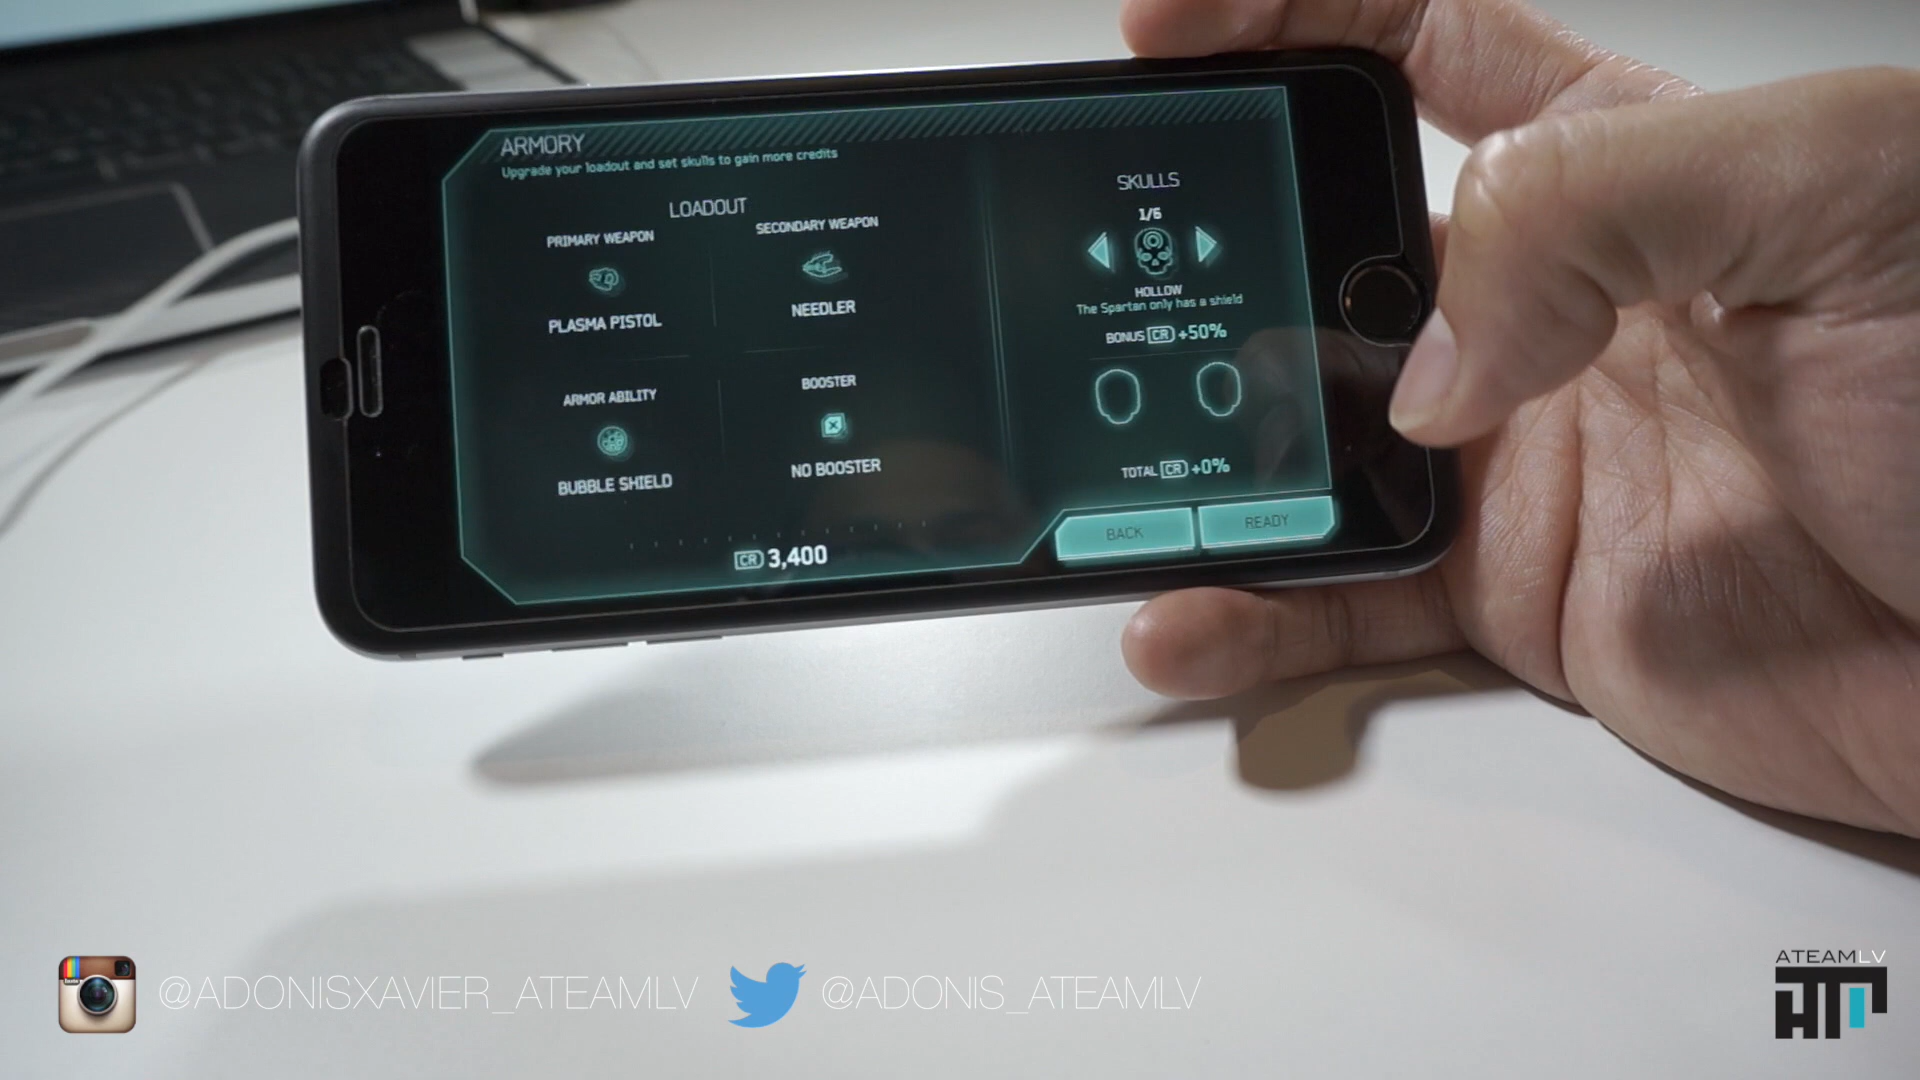 ARMORY
Upgrade your loadout and set skulls to gain more credits
LOADOUT
PRIMARY WEAPON
PLASMA PISTOL
SECONDARY WEAPON
NEEDLER
ARMOR ABILITY
BUBBLE SHIELD
BOOSTER
NO BOOSTER
CR 3,400
SKULLS
1/6
HOLLOW
The Spartan only has a shield
BONUS CR +50%
TOTAL CR +0%
BACK
READY
@ADONISXAVIER_ATEAMLV
@ADONIS_ATEAMLV
ATEAMLV